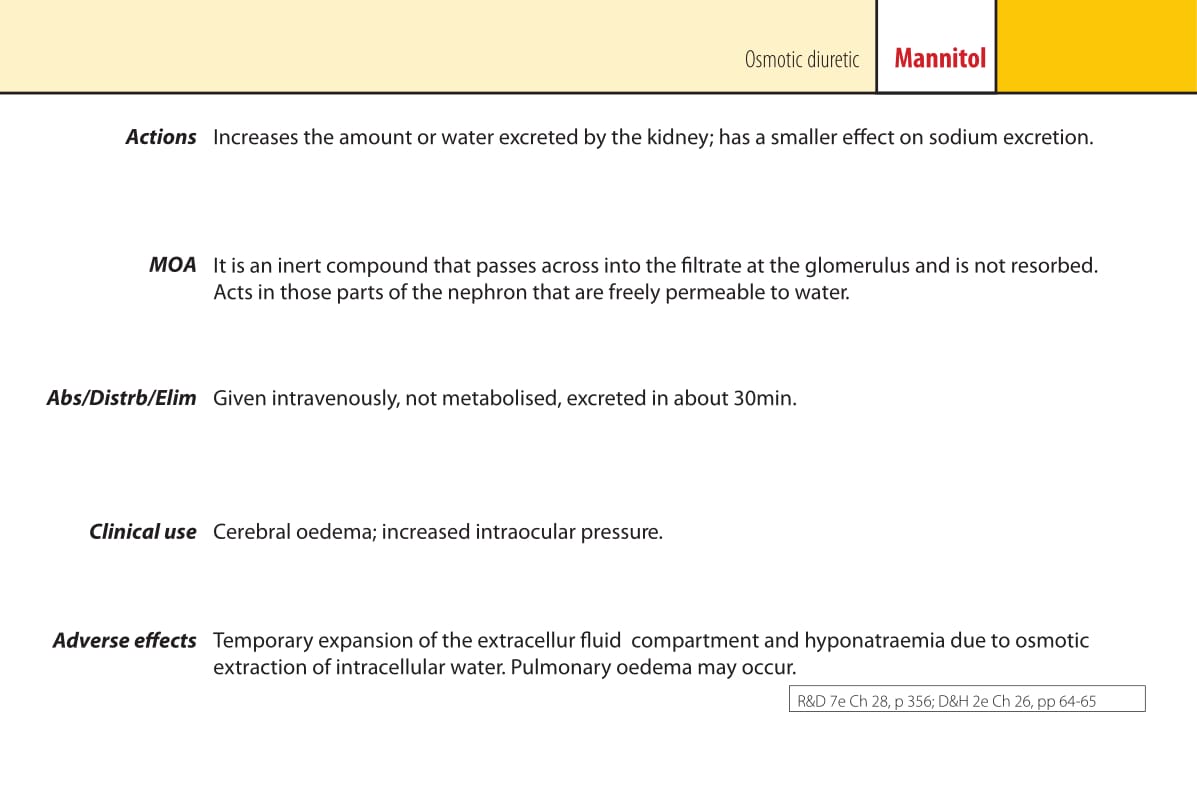 Osmotic diuretic Mannitol
Actions Increases the amount or water excreted by the kidney; has a smaller effect on sodium excretion.
MOA It is an inert compound that passes across into the filtrate at the glomerulus and is not resorbed.
Acts in those parts of the nephron that are freely permeable to water.
Abs/Distrb/Elim Given intravenously, not metabolised, excreted in about 30min.
Clinical use Cerebral oedema; increased intraocular pressure.
Adverse effects Temporary expansion of the extracellur fluid compartment and hyponatraemia due to osmotic
extraction of intracellular water. Pulmonary oedema may occur.
R&D 7e Ch 28, p 356; D&H 2e Ch 26, pp 64-65